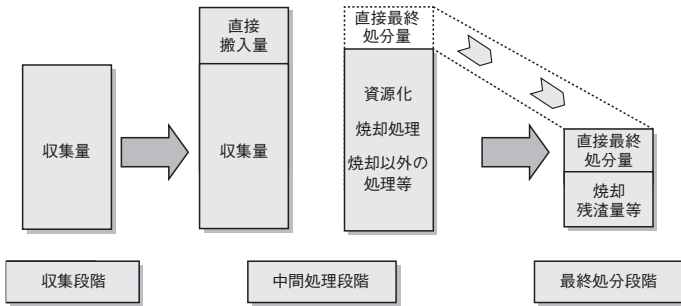 収集量
直接
搬入量
収集量
直接最終
処分量
資源化
焼却処理
焼却以外の
処理等
直接最終
処分量
焼却
残渣量等
収集段階
中間処理段階
最終処分段階